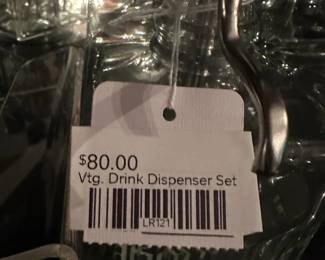 $80.00
Vtg. Drink Dispenser Set
LR121